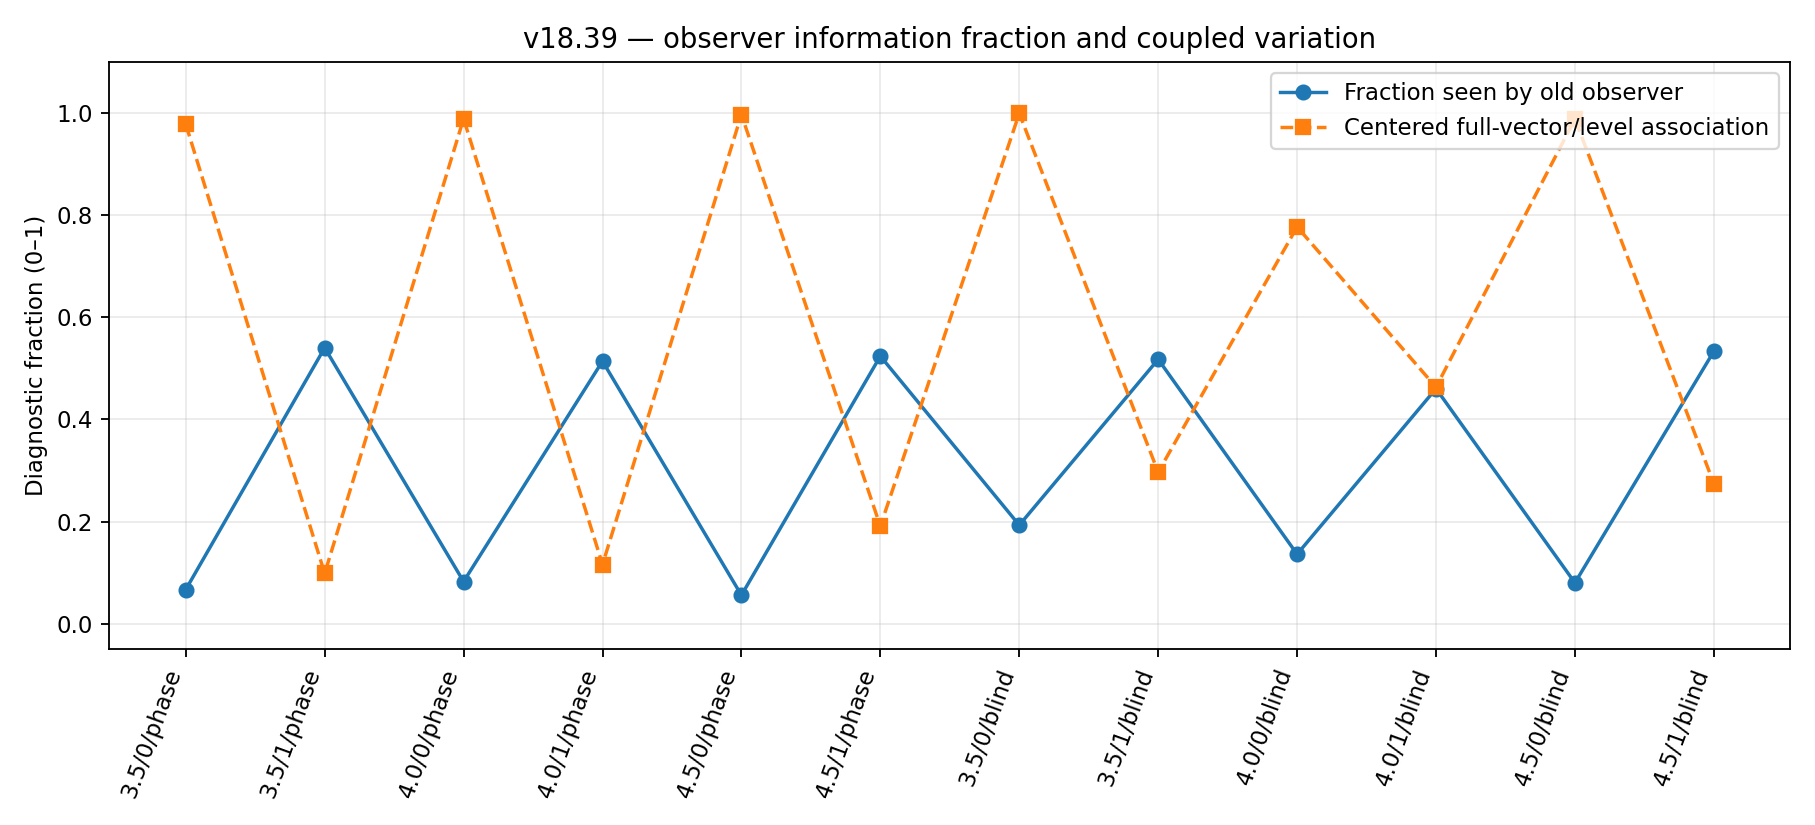 v18.39 — observer information fraction and coupled variation
Fraction seen by old observer
Centered full-vector/level association
Diagnostic fraction (0–1)
1.0
0.8
0.6
0.4
0.2
0.0
3.5/0/phase
3.5/1/phase
4.0/0/phase
4.0/1/phase
4.5/0/phase
4.5/1/phase
3.5/0/blind
3.5/1/blind
4.0/0/blind
4.0/1/blind
4.5/0/blind
4.5/1/blind